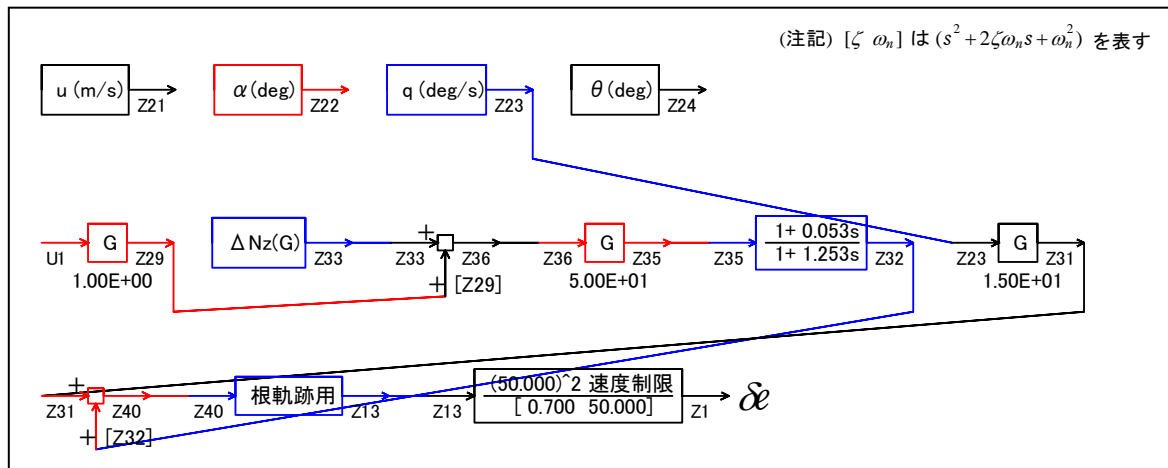 (注記) [ζ ωn] は (s^2+2ζωns+ωn^2) を表す
u(m/s) Z21 α(deg) Z22 q(deg/s) Z23 θ(deg) Z24
U1 G Z29 ΔNz(G) Z33 Z33 + Z36 Z36 G Z35 Z35 1+ 0.053s Z32 Z23 G Z31
1+ 1.253s
1.00E+00 + [Z29] 5.00E+01 1.50E+01
Z31 + Z40 Z40 根軌跡用 Z13 Z13 (50.000)^2 速度制限 Z1 δe
[ 0.700 50.000]
+ [Z32]